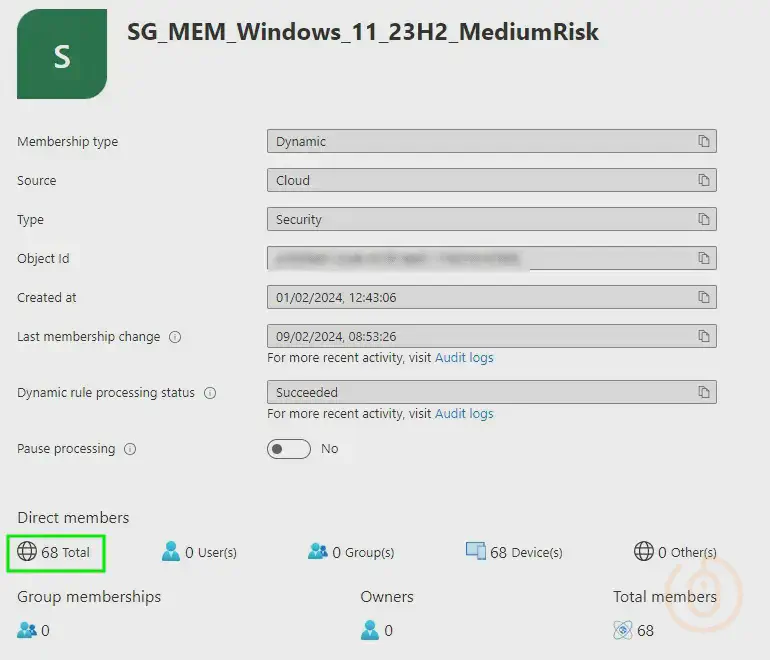 S
SG_MEM_Windows_11_23H2_MediumRisk
Membership type Dynamic
Source Cloud
Type Security
Object Id
Created at 01/02/2024, 12:43:06
Last membership change 09/02/2024, 08:53:26
For more recent activity, visit Audit logs
Dynamic rule processing status Succeeded
For more recent activity, visit Audit logs
Pause processing No
Direct members
68 Total 0 User(s) 0 Group(s) 68 Device(s) 0 Other(s)
Group memberships Owners Total members
0 0 68